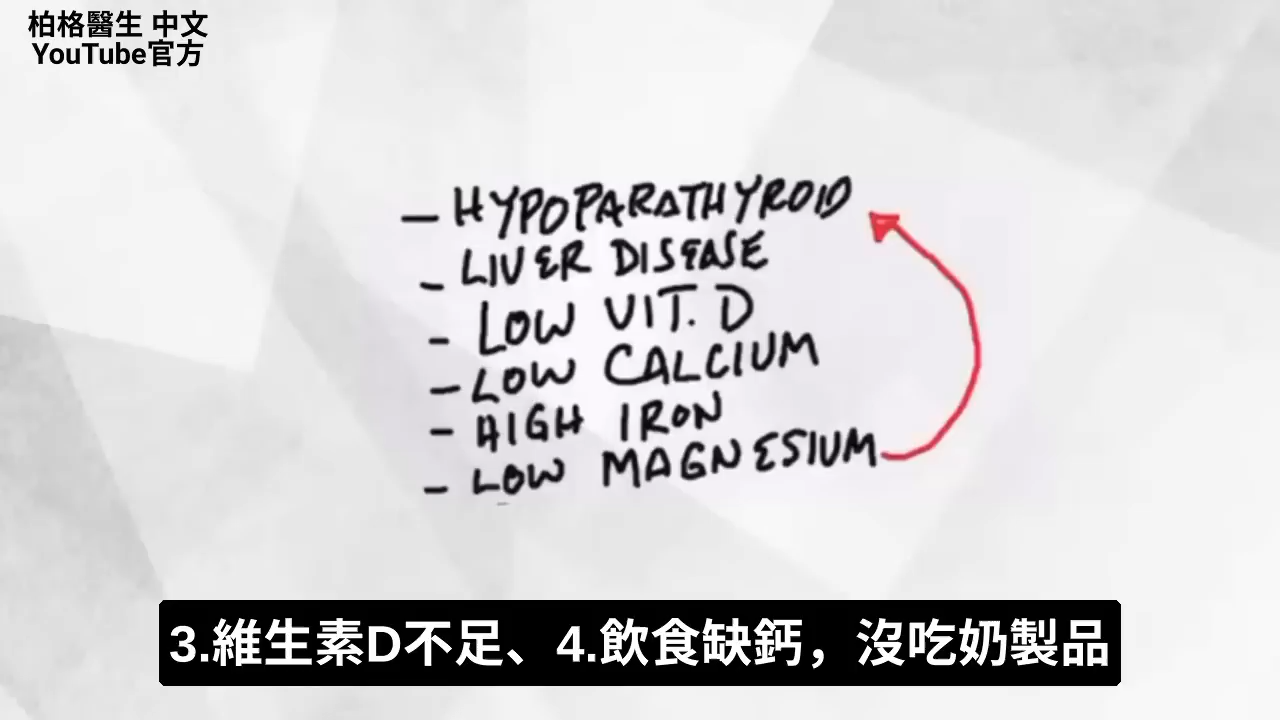 柏格醫生 中文
YouTube官方
– HYPOPARATHYROID
– LIVER DISEASE
– LOW VIT. D
– LOW CALCIUM
– HIGH IRON
– LOW MAGNESIUM
3.維生素D不足、4.飲食缺鈣，沒吃奶製品